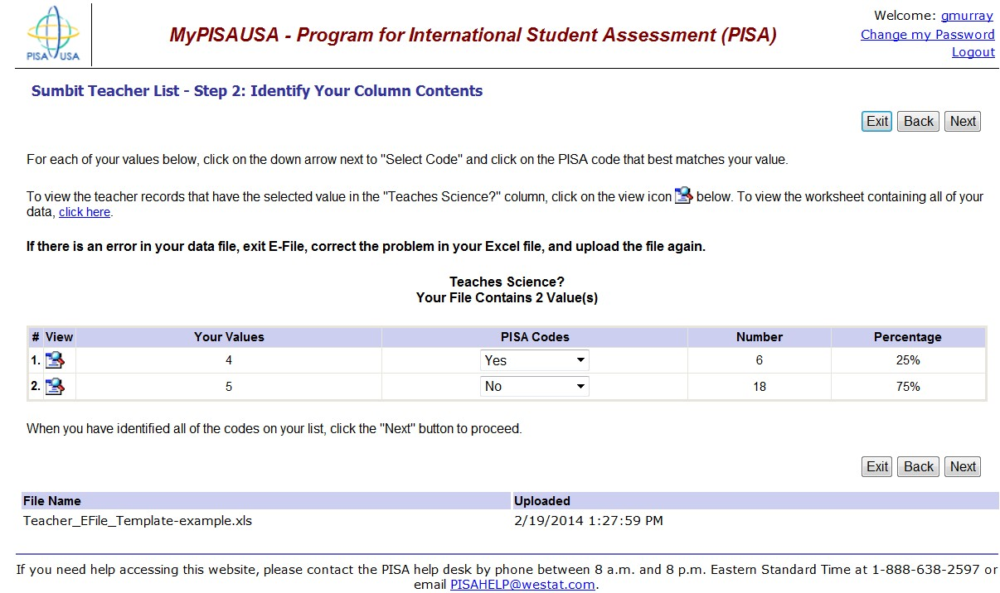 PISA USA
MyPISAUSA - Program for International Student Assessment (PISA)
Welcome: gmurray
Change my Password
Logout
Sumbit Teacher List - Step 2: Identify Your Column Contents
Exit Back Next
For each of your values below, click on the down arrow next to "Select Code" and click on the PISA code that best matches your value.
To view the teacher records that have the selected value in the "Teaches Science?" column, click on the view icon below. To view the worksheet containing all of your
data, click here.
If there is an error in your data file, exit E-File, correct the problem in your Excel file, and upload the file again.
Teaches Science?
Your File Contains 2 Value(s)
# View Your Values PISA Codes Number Percentage
1. 4 Yes 6 25%
2. 5 No 18 75%
When you have identified all of the codes on your list, click the "Next" button to proceed.
Exit Back Next
File Name Uploaded
Teacher_EFile_Template-example.xls 2/19/2014 1:27:59 PM
If you need help accessing this website, please contact the PISA help desk by phone between 8 a.m. and 8 p.m. Eastern Standard Time at 1-888-638-2597 or
email PISAHELP@westat.com.